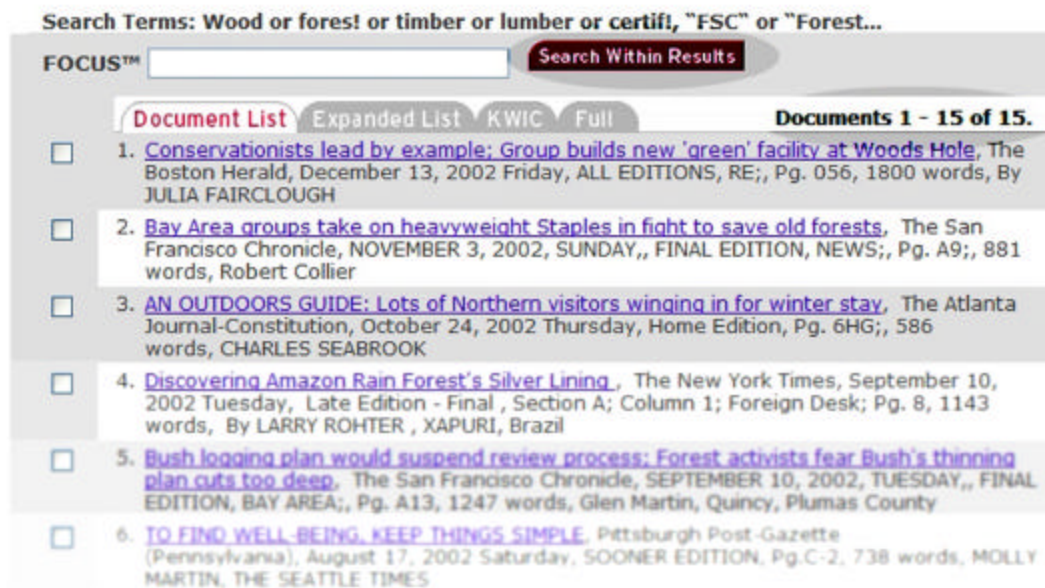 Search Terms: Wood or fores! or timber or lumber or certif!, "FSC" or "Forest...
FOCUS™ Search Within Results
Document List Expanded List KWIC Full Documents 1 - 15 of 15.
1. Conservationists lead by example; Group builds new 'green' facility at Woods Hole, The
Boston Herald, December 13, 2002 Friday, ALL EDITIONS, RE;, Pg. 056, 1800 words, By
JULIA FAIRCLOUGH
2. Bay Area groups take on heavyweight Staples in fight to save old forests, The San
Francisco Chronicle, NOVEMBER 3, 2002, SUNDAY,, FINAL EDITION, NEWS;, Pg. A9;, 881
words, Robert Collier
3. AN OUTDOORS GUIDE: Lots of Northern visitors winging in for winter stay, The Atlanta
Journal-Constitution, October 24, 2002 Thursday, Home Edition, Pg. 6HG;, 586
words, CHARLES SEABROOK
4. Discovering Amazon Rain Forest's Silver Lining , The New York Times, September 10,
2002 Tuesday, Late Edition - Final , Section A; Column 1; Foreign Desk; Pg. 8, 1143
words, By LARRY ROHTER , XAPURI, Brazil
5. Bush logging plan would suspend review process; Forest activists fear Bush's thinning
plan cuts too deep, The San Francisco Chronicle, SEPTEMBER 10, 2002, TUESDAY,, FINAL
EDITION, BAY AREA;, Pg. A13, 1247 words, Glen Martin, Quincy, Plumas County
6. TO FIND WELL-BEING, KEEP THINGS SIMPLE, Pittsburgh Post-Gazette
(Pennsylvania), August 17, 2002 Saturday, SOONER EDITION, Pg.C-2, 738 words, MOLLY
MARTIN, THE SEATTLE TIMES